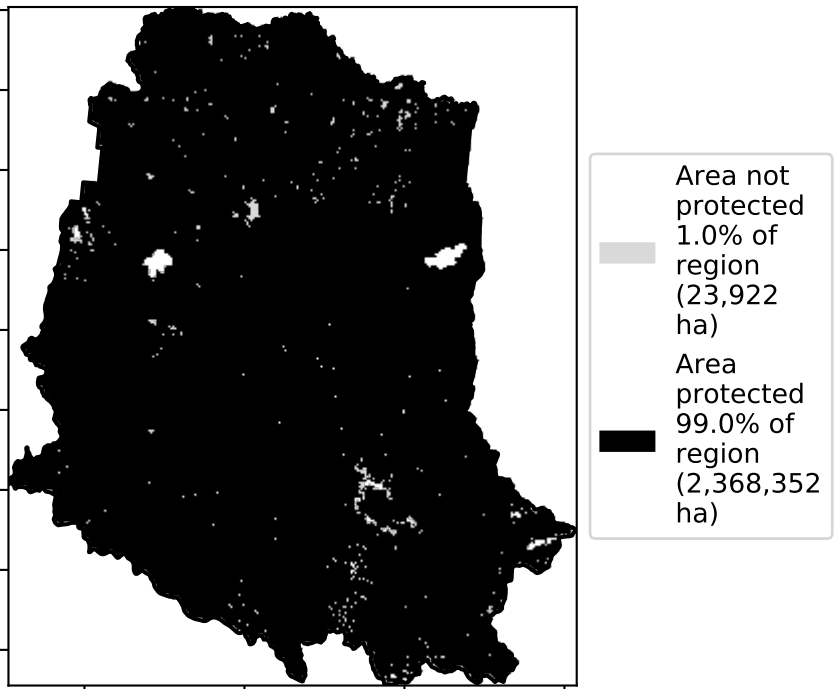 Area not
protected
1.0% of
region
(23,922
ha)
Area
protected
99.0% of
region
(2,368,352
ha)